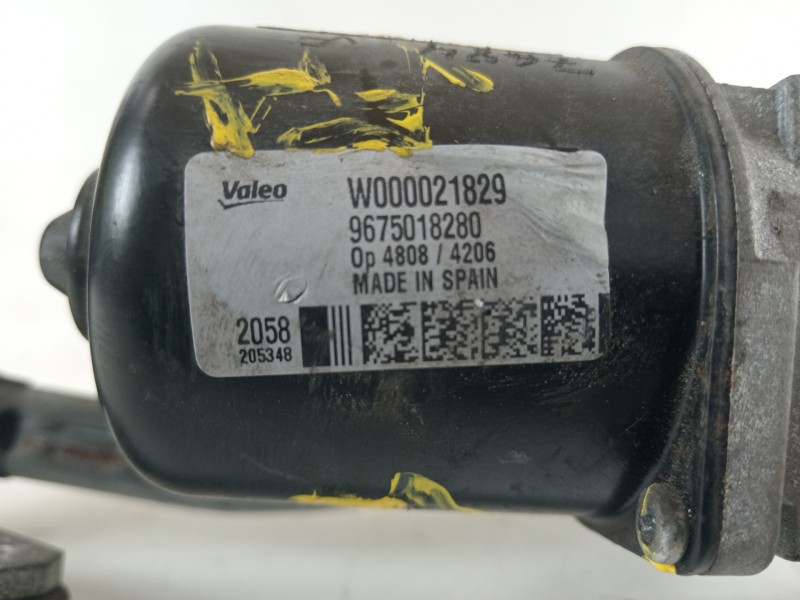 Valeo W000021829
9675018280
Op 4808 / 4206
MADE IN SPAIN
2058
205348